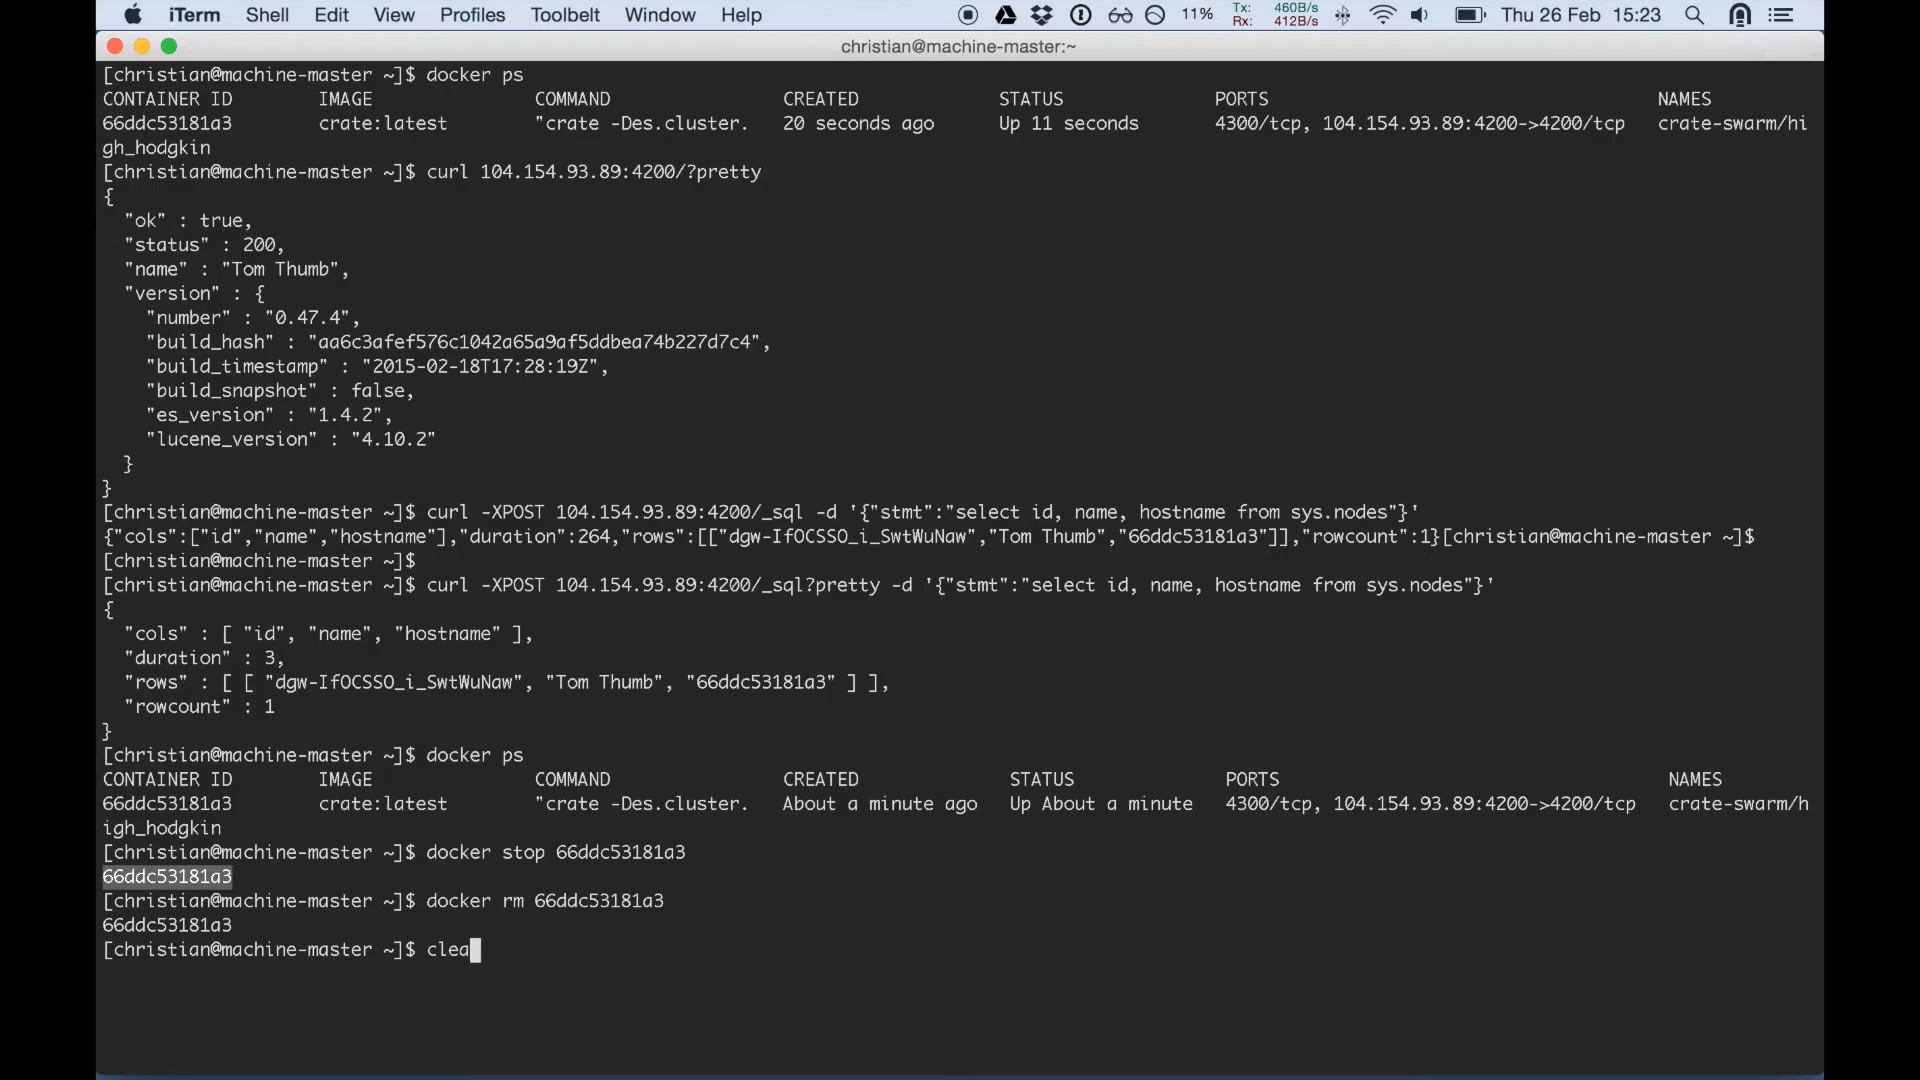 iTerm Shell Edit View Profiles Toolbelt Window Help 11% Tx: 460B/s Rx: 412B/s Thu 26 Feb 15:23
christian@machine-master:~
[christian@machine-master ~]$ docker ps
CONTAINER ID IMAGE COMMAND CREATED STATUS PORTS NAMES
66ddc53181a3 crate:latest "crate -Des.cluster. 20 seconds ago Up 11 seconds 4300/tcp, 104.154.93.89:4200->4200/tcp crate-swarm/hi
gh_hodgkin
[christian@machine-master ~]$ curl 104.154.93.89:4200/?pretty
{
"ok" : true,
"status" : 200,
"name" : "Tom Thumb",
"version" : {
"number" : "0.47.4",
"build_hash" : "aa6c3afef576c1042a65a9af5ddbea74b227d7c4",
"build_timestamp" : "2015-02-18T17:28:19Z",
"build_snapshot" : false,
"es_version" : "1.4.2",
"lucene_version" : "4.10.2"
}
}
[christian@machine-master ~]$ curl -XPOST 104.154.93.89:4200/_sql -d '{"stmt":"select id, name, hostname from sys.nodes"}'
{"cols":["id","name","hostname"],"duration":264,"rows":[["dgw-IfOCSSO_i_SwtWuNaw","Tom Thumb","66ddc53181a3"]],"rowcount":1}[christian@machine-master ~]$
[christian@machine-master ~]$
[christian@machine-master ~]$ curl -XPOST 104.154.93.89:4200/_sql?pretty -d '{"stmt":"select id, name, hostname from sys.nodes"}'
{
"cols" : [ "id", "name", "hostname" ],
"duration" : 3,
"rows" : [ [ "dgw-IfOCSSO_i_SwtWuNaw", "Tom Thumb", "66ddc53181a3" ] ],
"rowcount" : 1
}
[christian@machine-master ~]$ docker ps
CONTAINER ID IMAGE COMMAND CREATED STATUS PORTS NAMES
66ddc53181a3 crate:latest "crate -Des.cluster. About a minute ago Up About a minute 4300/tcp, 104.154.93.89:4200->4200/tcp crate-swarm/h
igh_hodgkin
[christian@machine-master ~]$ docker stop 66ddc53181a3
66ddc53181a3
[christian@machine-master ~]$ docker rm 66ddc53181a3
66ddc53181a3
[christian@machine-master ~]$ clea